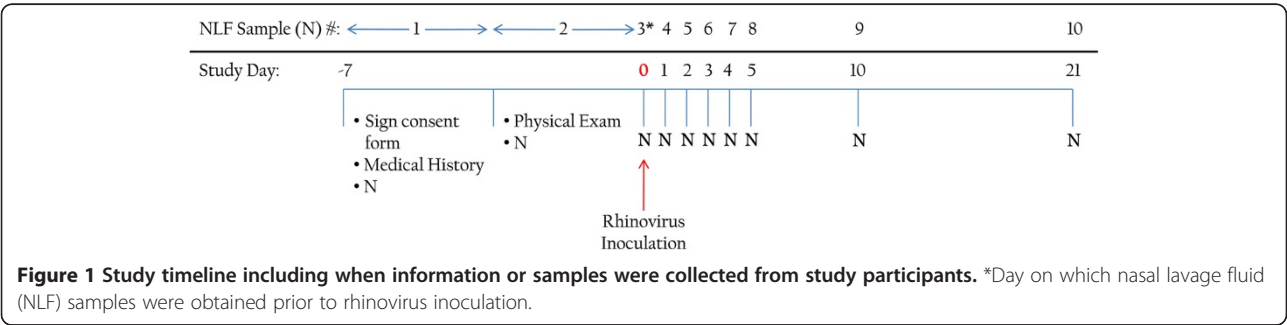 NLF Sample (N) #: 1 2 3* 4 5 6 7 8 9 10
Study Day: -7 0 1 2 3 4 5 10 21
• Sign consent
form
• Medical History
• N
• Physical Exam
• N
N N N N N N N N
Rhinovirus
Inoculation
Figure 1 Study timeline including when information or samples were collected from study participants. *Day on which nasal lavage fluid
(NLF) samples were obtained prior to rhinovirus inoculation.